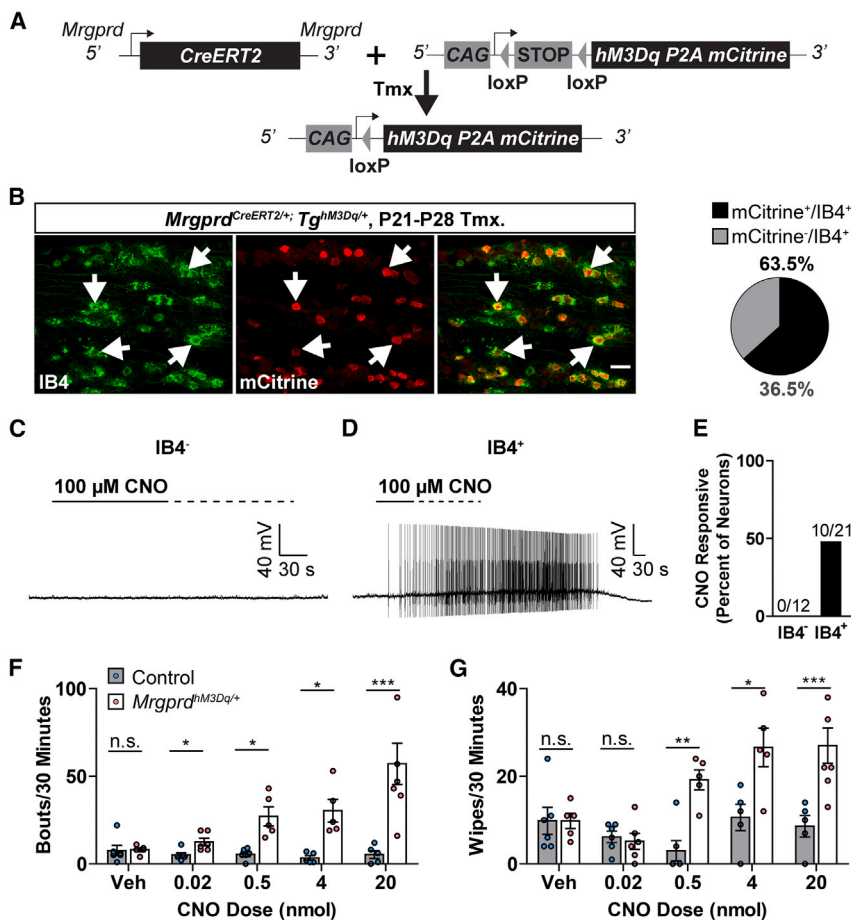 A
Mrgprd Mrgprd
5' CreERT2 3'
+
5' CAG STOP hM3Dq P2A mCitrine 3'
loxP loxP
Tmx
5' CAG hM3Dq P2A mCitrine 3'
loxP
B
Mrgprd^CreERT2/+; Tg^hM3Dq/+, P21-P28 Tmx.
IB4 mCitrine
mCitrine⁺/IB4⁺
mCitrine⁻/IB4⁺
63.5%
36.5%
C
IB4⁻
100 µM CNO
40 mV
30 s
D
IB4⁺
100 µM CNO
40 mV
30 s
E
CNO Responsive
(Percent of Neurons)
100
50
0
0/12
10/21
IB4⁻ IB4⁺
F
Control
Mrgprd^hM3Dq/+
Bouts/30 Minutes
100
50
0
n.s. * * * ***
Veh 0.02 0.5 4 20
CNO Dose (nmol)
G
Wipes/30 Minutes
40
20
0
n.s. n.s. ** * ***
Veh 0.02 0.5 4 20
CNO Dose (nmol)